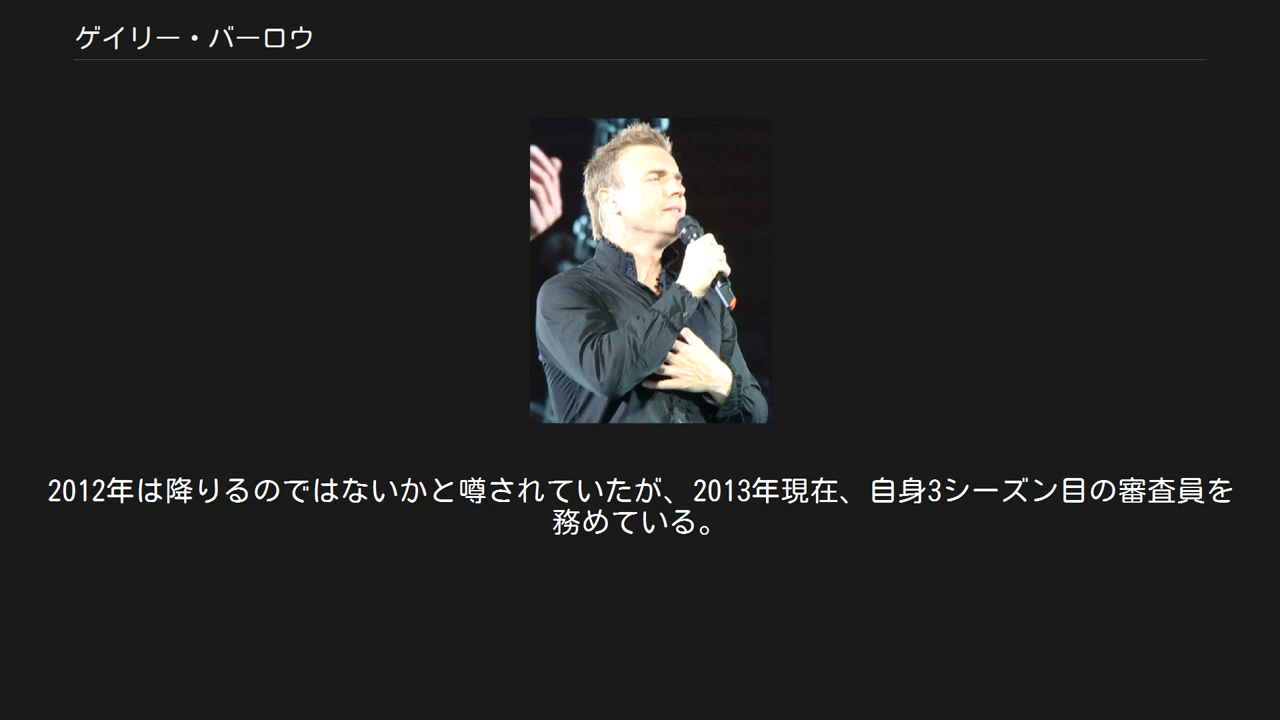 ゲイリー・バーロウ
2012年は降りるのではないかと噂されていたが、2013年現在、自身3シーズン目の審査員を
務めている。